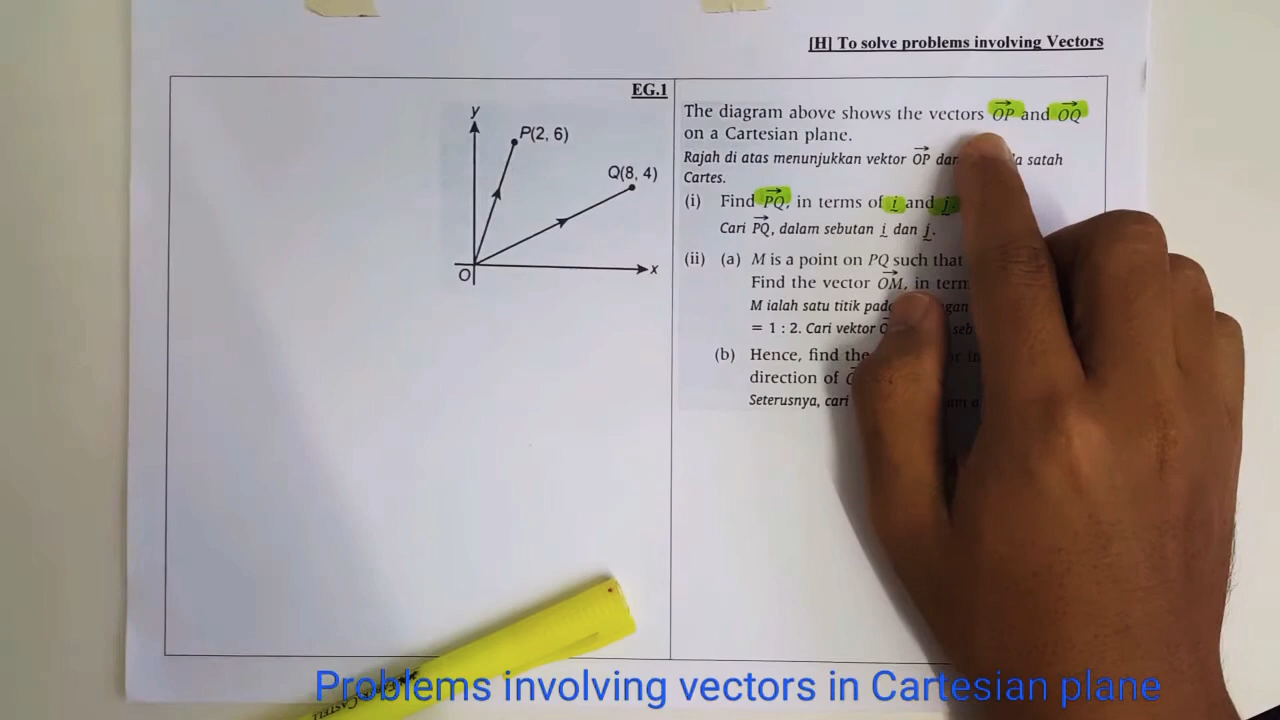 [H] To solve problems involving Vectors
EG.1
y
P(2, 6)
Q(8, 4)
O
x
The diagram above shows the vectors OP and OQ
on a Cartesian plane.
Rajah di atas menunjukkan vektor OP satah
Cartes.
(i) Find PQ, in terms of i and j.
Cari PQ, dalam sebutan i dan j.
(ii) (a) M is a point on PQ such that
Find the vector OM, in
M ialah satu titik
= 1 : 2. Cari vektor
(b) Hence, find the
direction of
Seterusnya, cari
Problems involving vectors in Cartesian plane